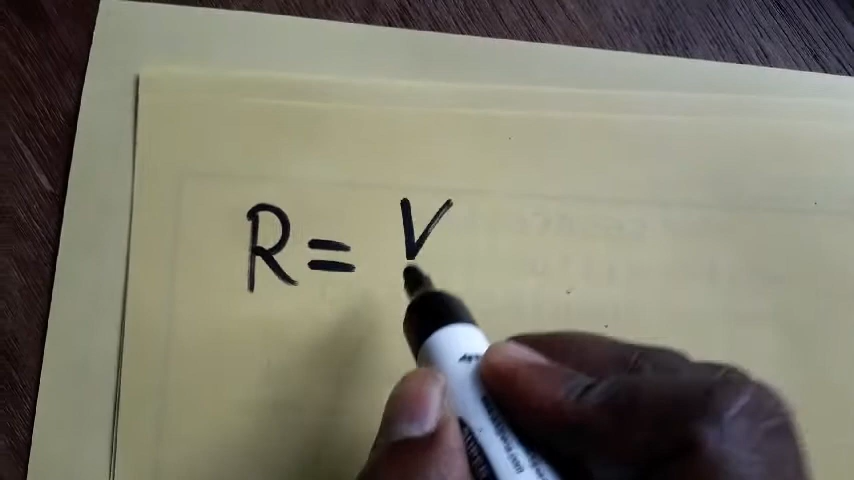 R = V